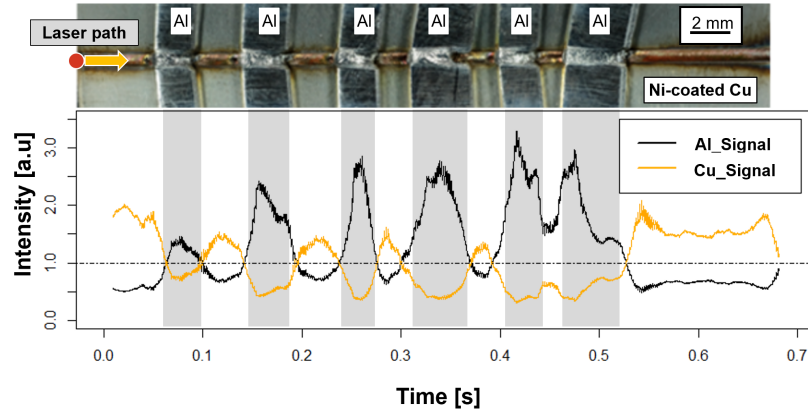 Al Al Al Al Al Al
2 mm
Laser path
Ni-coated Cu
Intensity [a.u]
3.0
2.0
1.0
0.0
Al_Signal
Cu_Signal
0.0 0.1 0.2 0.3 0.4 0.5 0.6 0.7
Time [s]